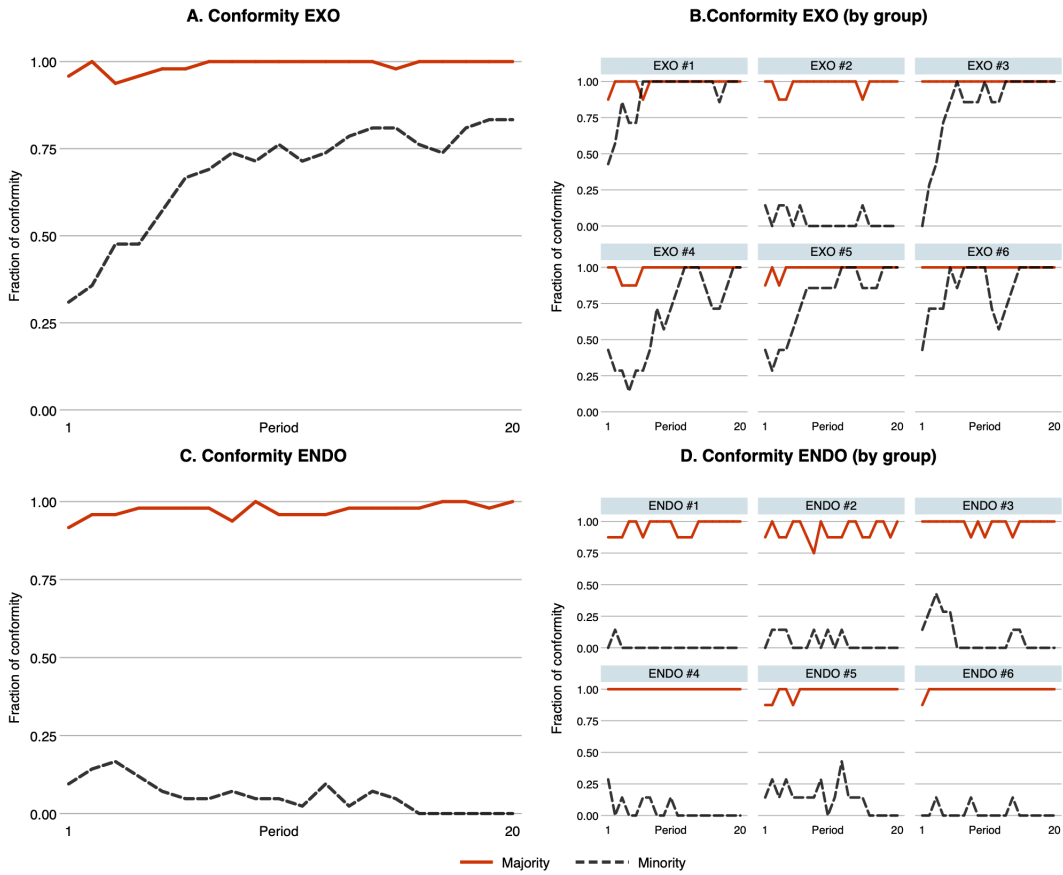 A. Conformity EXO
Fraction of conformity
1.00
0.75
0.50
0.25
0.00
1 Period 20
B.Conformity EXO (by group)
Fraction of conformity
EXO #1 EXO #2 EXO #3
1.00
0.75
0.50
0.25
0.00
EXO #4 EXO #5 EXO #6
1.00
0.75
0.50
0.25
0.00
1 Period 20 1 Period 20 1 Period 20
C. Conformity ENDO
Fraction of conformity
1.00
0.75
0.50
0.25
0.00
1 Period 20
D. Conformity ENDO (by group)
Fraction of conformity
ENDO #1 ENDO #2 ENDO #3
1.00
0.75
0.50
0.25
0.00
ENDO #4 ENDO #5 ENDO #6
1.00
0.75
0.50
0.25
0.00
1 Period 20 1 Period 20 1 Period 20
Majority Minority